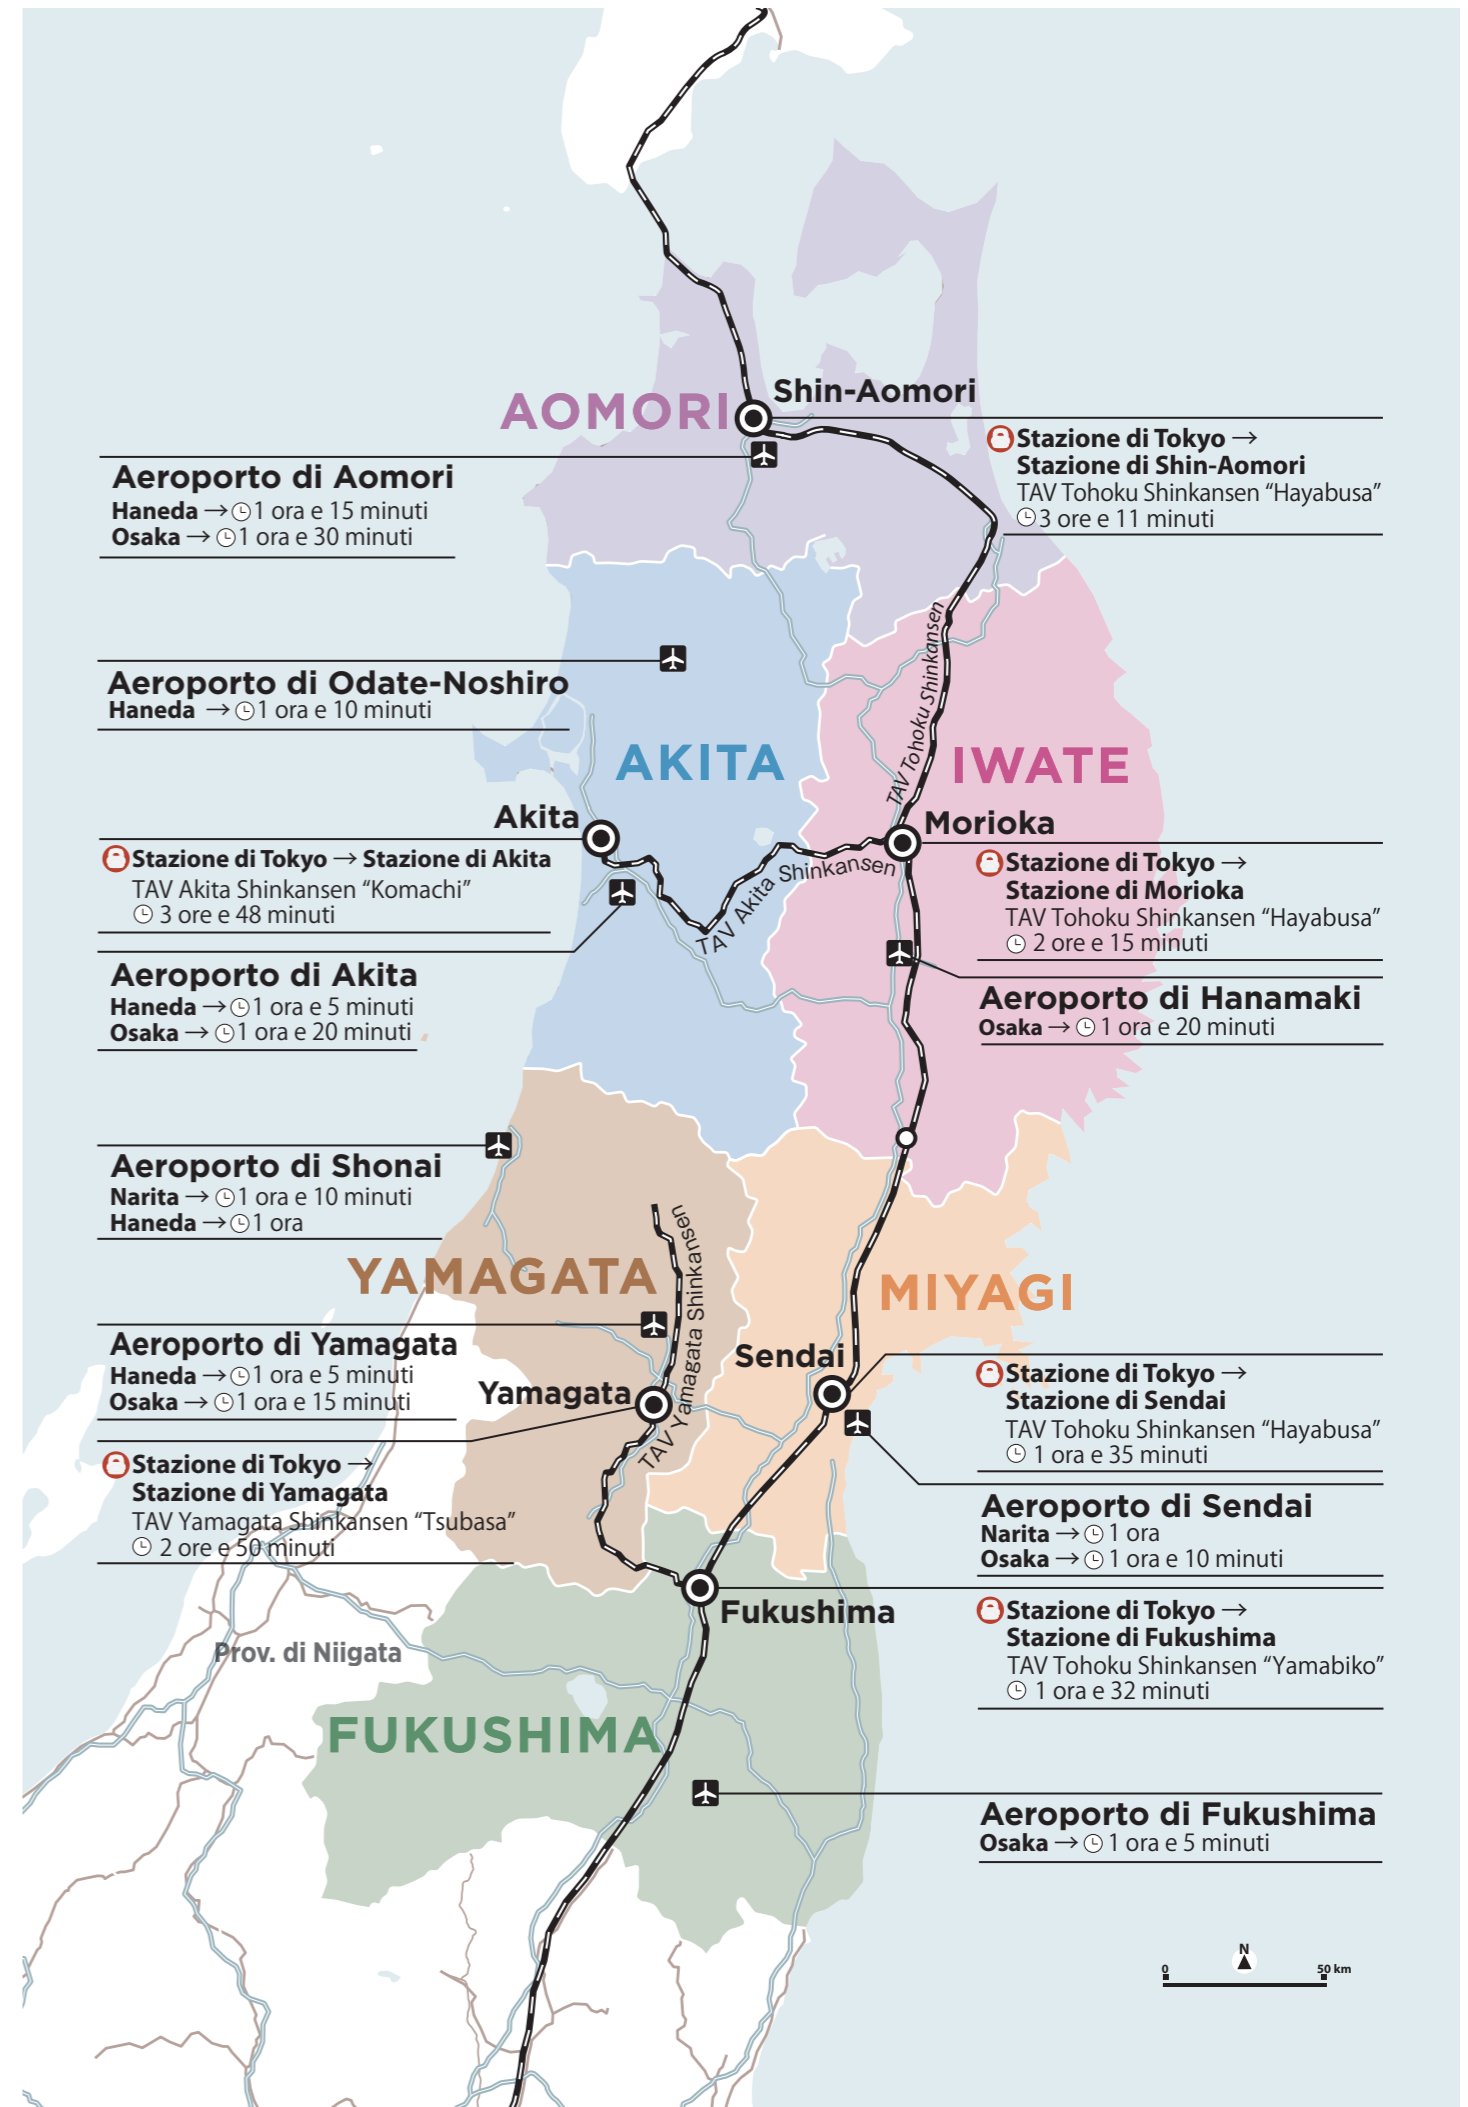 Shin-Aomori
AOMORI
Stazione di Tokyo →
Stazione di Shin-Aomori
TAV Tohoku Shinkansen “Hayabusa”
3 ore e 11 minuti
Aeroporto di Aomori
Haneda → 1 ora e 15 minuti
Osaka → 1 ora e 30 minuti
TAV Tohoku Shinkansen
Aeroporto di Odate-Noshiro
Haneda → 1 ora e 10 minuti
AKITA
IWATE
Akita
Stazione di Tokyo → Stazione di Akita
TAV Akita Shinkansen “Komachi”
3 ore e 48 minuti
TAV Akita Shinkansen
Morioka
Stazione di Tokyo →
Stazione di Morioka
TAV Tohoku Shinkansen “Hayabusa”
2 ore e 15 minuti
Aeroporto di Akita
Haneda → 1 ora e 5 minuti
Osaka → 1 ora e 20 minuti
Aeroporto di Hanamaki
Osaka → 1 ora e 20 minuti
Aeroporto di Shonai
Narita → 1 ora e 10 minuti
Haneda → 1 ora
YAMAGATA
TAV Yamagata Shinkansen
MIYAGI
Aeroporto di Yamagata
Haneda → 1 ora e 5 minuti
Osaka → 1 ora e 15 minuti
Yamagata
Sendai
Stazione di Tokyo →
Stazione di Sendai
TAV Tohoku Shinkansen “Hayabusa”
1 ora e 35 minuti
Stazione di Tokyo →
Stazione di Yamagata
TAV Yamagata Shinkansen “Tsubasa”
2 ore e 50 minuti
Aeroporto di Sendai
Narita → 1 ora
Osaka → 1 ora e 10 minuti
Fukushima
Stazione di Tokyo →
Stazione di Fukushima
TAV Tohoku Shinkansen “Yamabiko”
1 ora e 32 minuti
Prov. di Niigata
FUKUSHIMA
Aeroporto di Fukushima
Osaka → 1 ora e 5 minuti
N
0 50 km